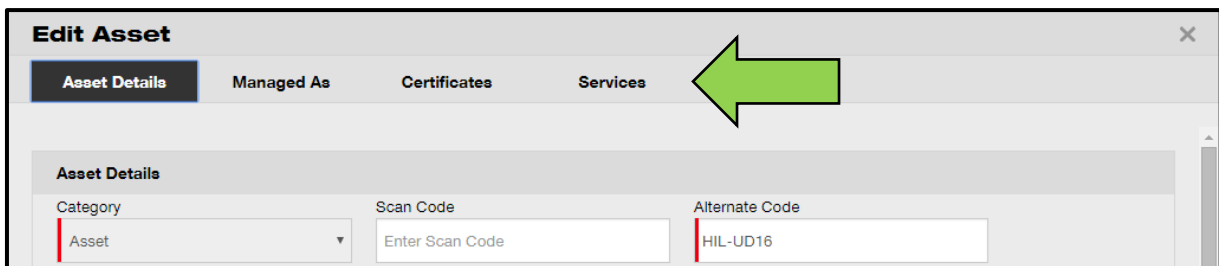 Edit Asset
Asset Details Managed As Certificates Services
Asset Details
Category Scan Code Alternate Code
Asset Enter Scan Code HIL-UD16